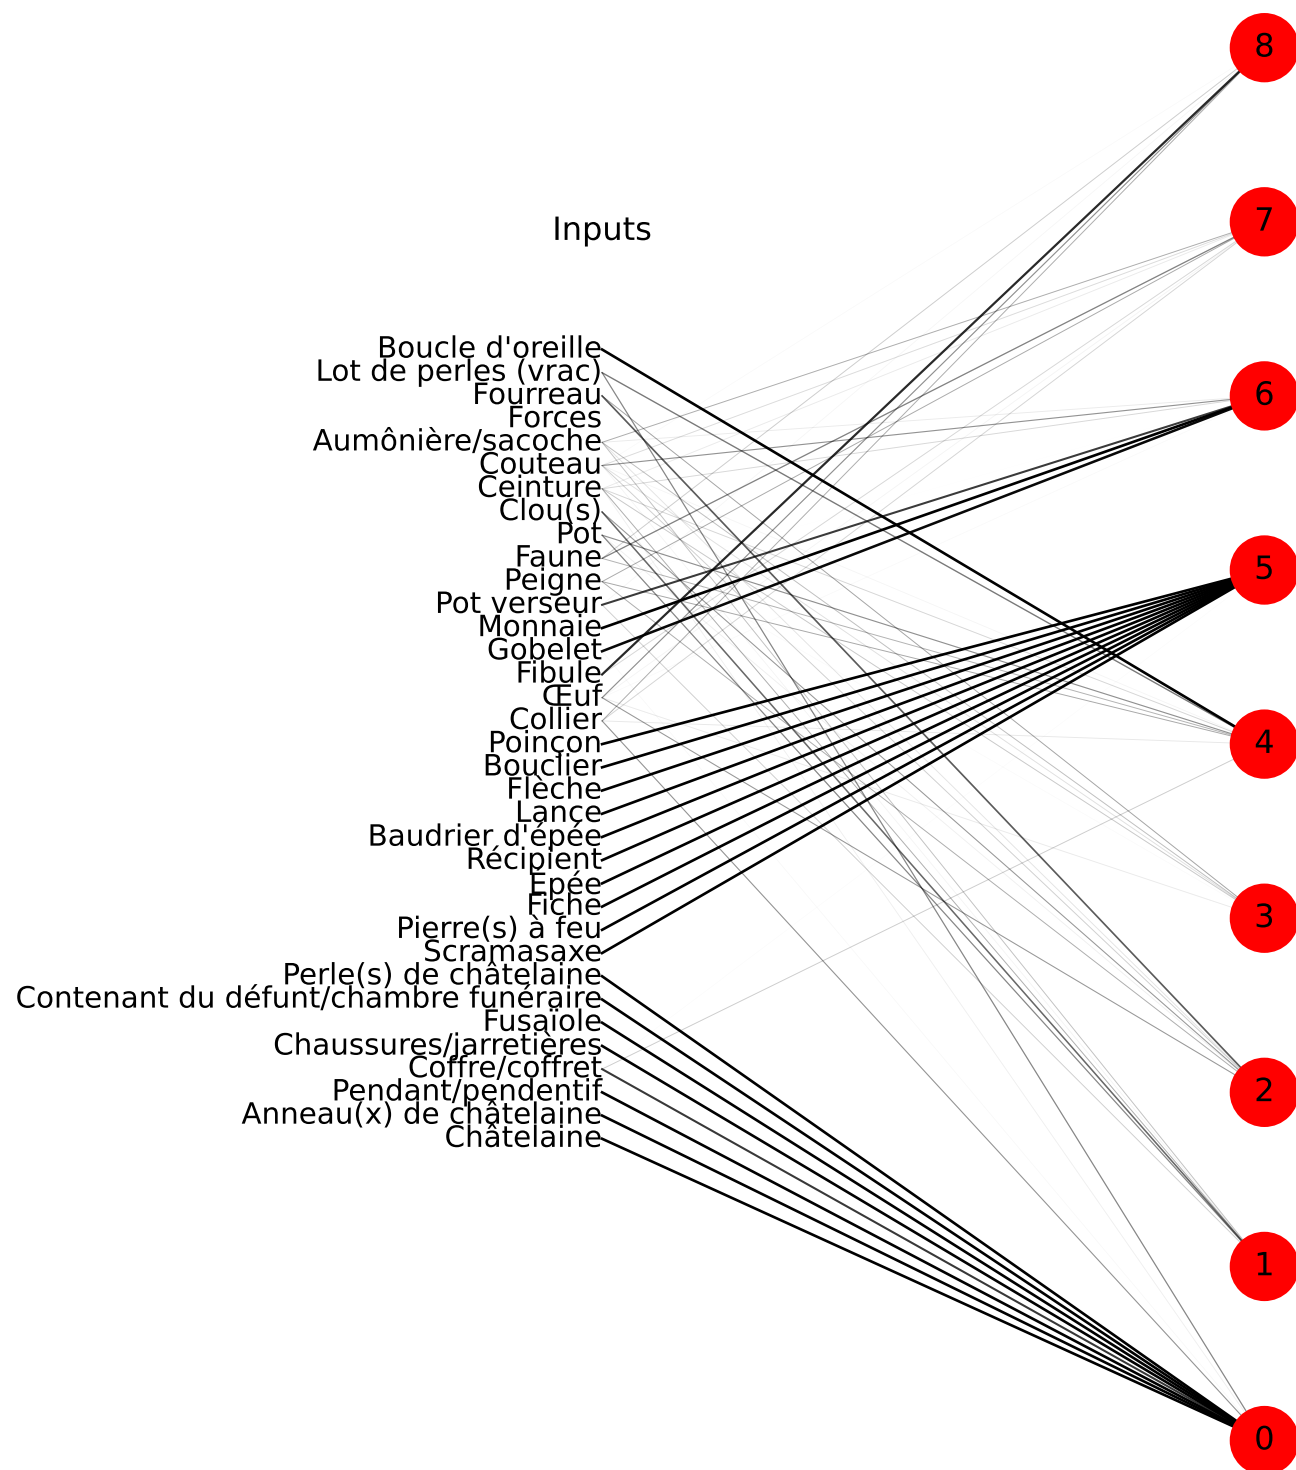 8
7
Inputs
Boucle d'oreille
Lot de perles (vrac)
Fourreau
6
Forces
Aumônière/sacoche
Couteau
Ceinture
Clou(s)
Pot
Faune
5
Peigne
Pot verseur
Monnaie
Gobelet
Fibule
Œuf
Collier
Poinçon
4
Bouclier
Flèche
Lance
Baudrier d'épée
Récipient
Épée
Fiche
3
Pierre(s) à feu
Scramasaxe
Perle(s) de châtelaine
Contenant du défunt/chambre funéraire
Fusaïole
Chaussures/jarretières
Coffre/coffret
Pendant/pendentif
2
Anneau(x) de châtelaine
Châtelaine
1
0